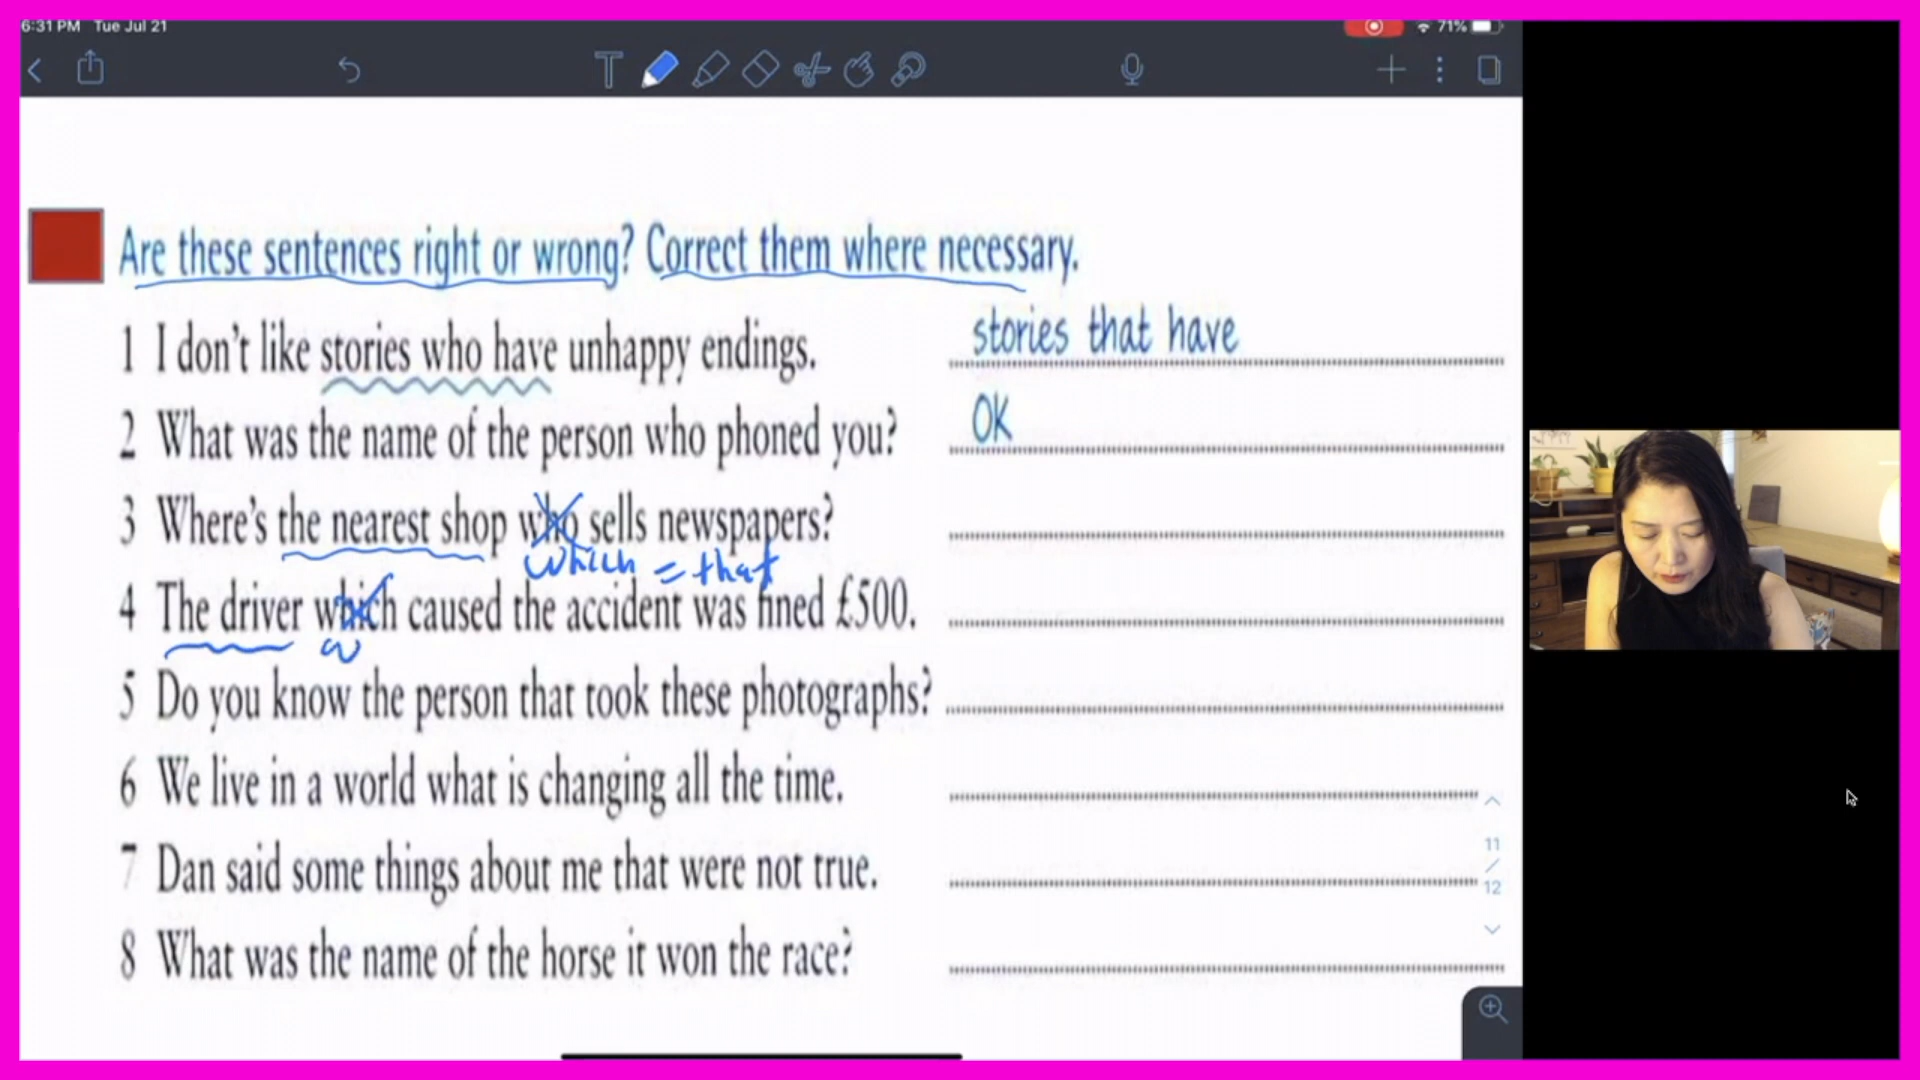 6:31 PM Tue Jul 21
71%
T
Are these sentences right or wrong? Correct them where necessary.
1 I don't like stories who have unhappy endings. stories that have
2 What was the name of the person who phoned you? OK
3 Where's the nearest shop who sells newspapers?
which = that
4 The driver which caused the accident was fined £500.
w
5 Do you know the person that took these photographs?
6 We live in a world what is changing all the time.
11
/
12
7 Dan said some things about me that were not true.
8 What was the name of the horse it won the race?